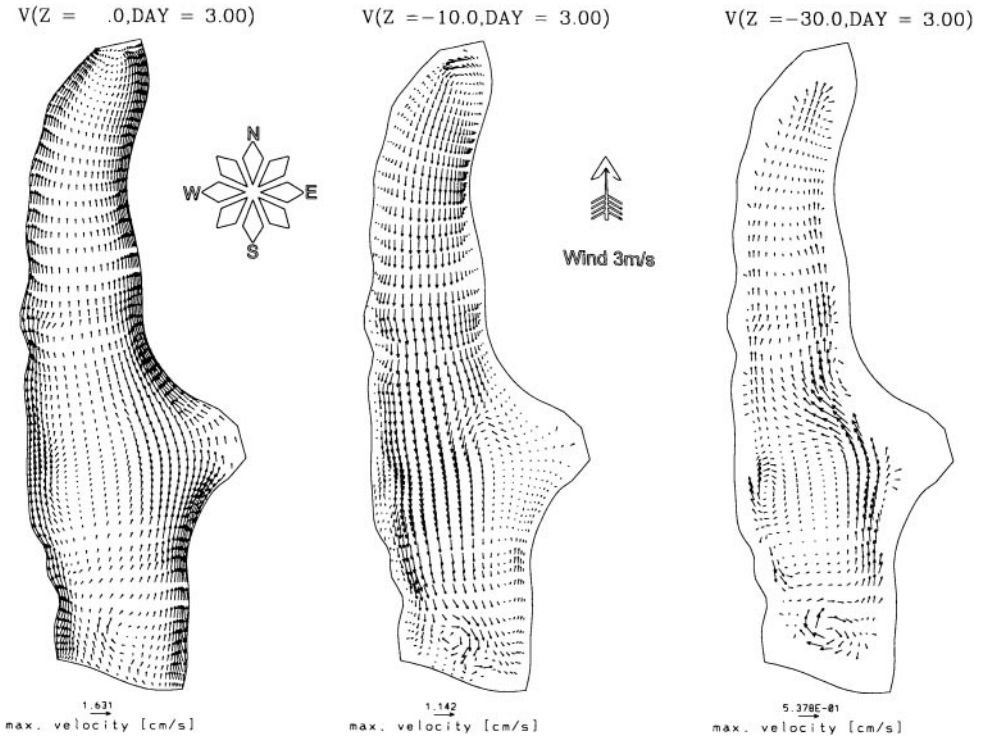 V(Z = .0,DAY = 3.00)
V(Z =-10.0,DAY = 3.00)
V(Z =-30.0,DAY = 3.00)
N
W
E
S
Wind 3m/s
1.631
max. velocity [cm/s]
1.142
max. velocity [cm/s]
5.378E-01
max. velocity [cm/s]